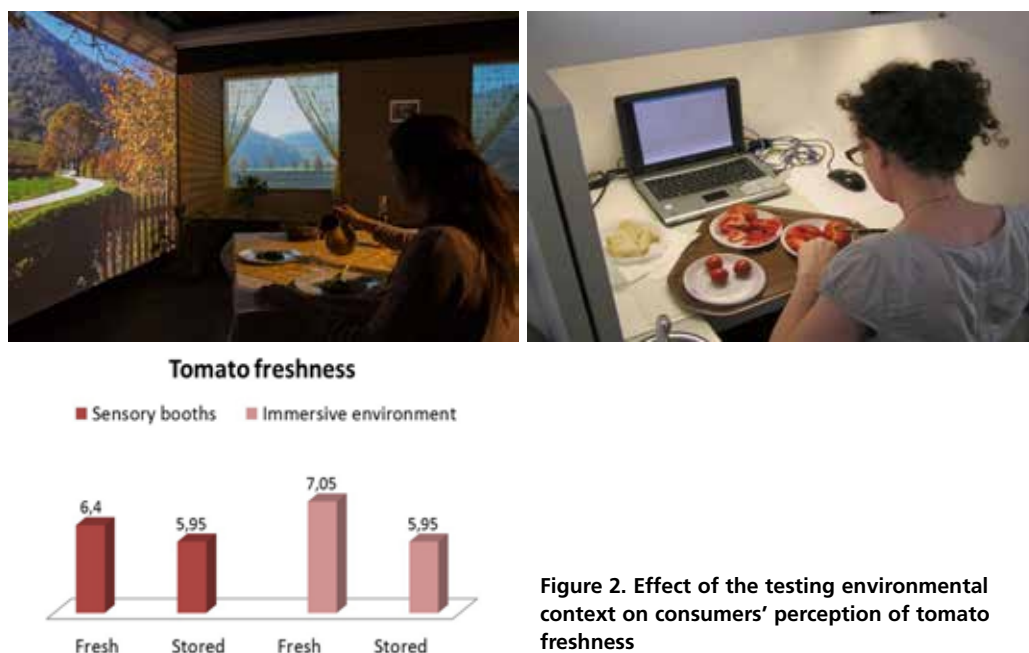 Tomato freshness
Sensory booths Immersive environment
6,4 5,95 7,05 5,95
Fresh Stored Fresh Stored
Figure 2. Effect of the testing environmental
context on consumers' perception of tomato
freshness